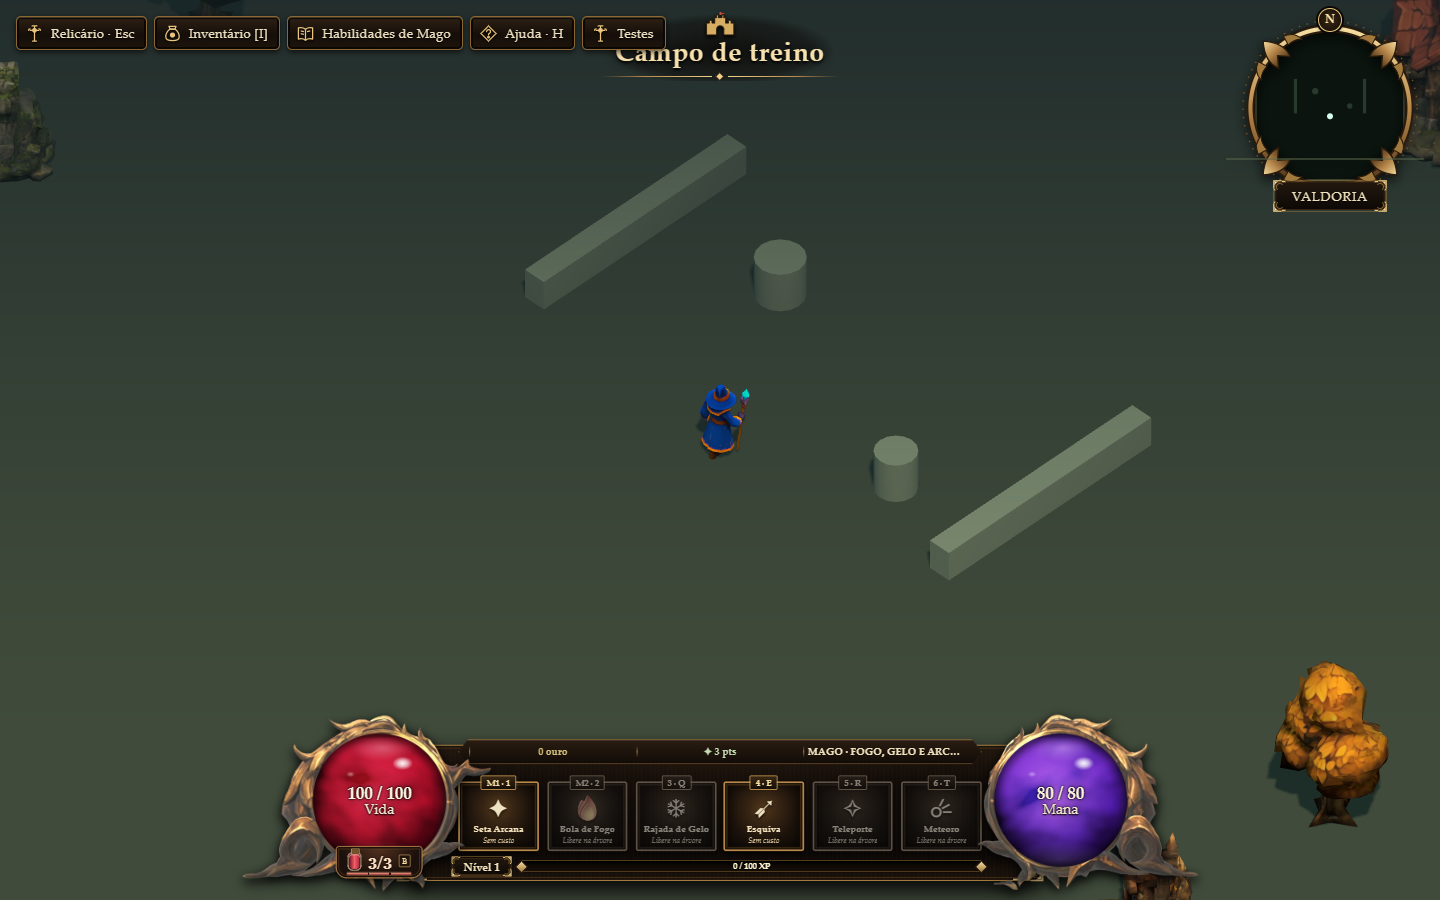 Relicário · Esc
Inventário [I]
Habilidades de Mago
Ajuda · H
Testes
Campo de treino
N
VALDORIA
0 ouro
3 pts
MAGO · FOGO, GELO E ARC...
100 / 100
Vida
3/3 B
M1 · 1
Seta Arcana
Sem custo
M2 · 2
Bola de Fogo
Libere na árvore
3 · Q
Rajada de Gelo
Libere na árvore
4 · E
Esquiva
Sem custo
5 · R
Teleporte
Libere na árvore
6 · T
Meteoro
Libere na árvore
80 / 80
Mana
Nível 1
0 / 100 XP